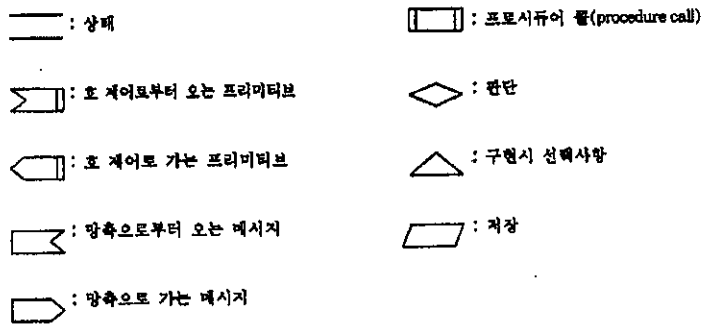 : 상태
: 호 제어로부터 오는 프리미티브
: 호 제어로 가는 프리미티브
: 망측으로부터 오는 메시지
: 망측으로 가는 메시지
: 프로시듀어 콜(procedure call)
: 판단
: 구현시 선택사항
: 저장